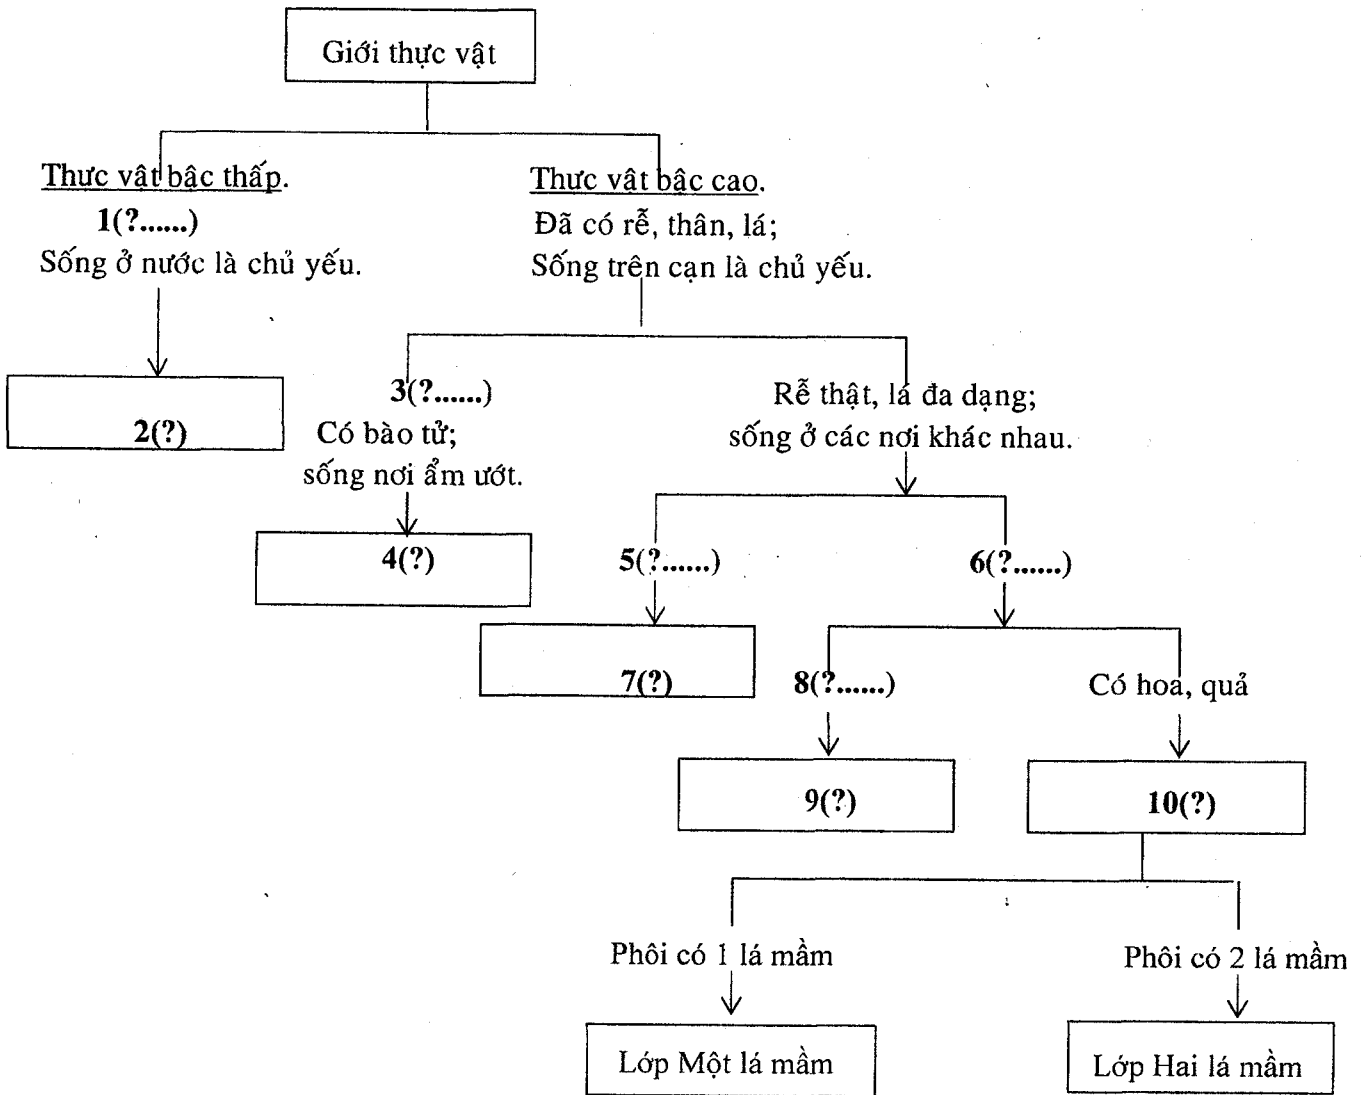 Giới thực vật
Thưc vật bậc thấp.
1(?......)
Sống ở nước là chủ yếu.
Thưc vật bậc cao.
Đã có rễ, thân, lá;
Sống trên cạn là chủ yếu.
2(?)
3(?......)
Có bào tử;
sống nơi ẩm ướt.
Rễ thật, lá đa dạng;
sống ở các nơi khác nhau.
4(?)
5(?......)
6(?......)
7(?)
8(?......)
Có hoa, quả
9(?)
10(?)
Phôi có 1 lá mầm
Phôi có 2 lá mầm
Lớp Một lá mầm
Lớp Hai lá mầm